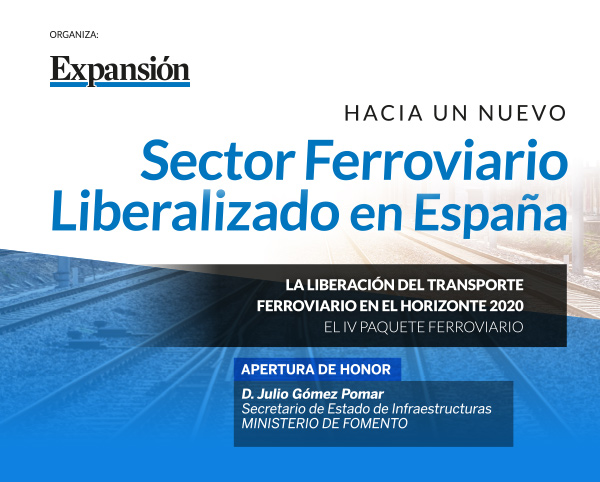 ORGANIZA:
Expansión
HACIA UN NUEVO
Sector Ferroviario
Liberalizado en España
LA LIBERACIÓN DEL TRANSPORTE
FERROVIARIO EN EL HORIZONTE 2020
EL IV PAQUETE FERROVIARIO
APERTURA DE HONOR
D. Julio Gómez Pomar
Secretario de Estado de Infraestructuras
MINISTERIO DE FOMENTO